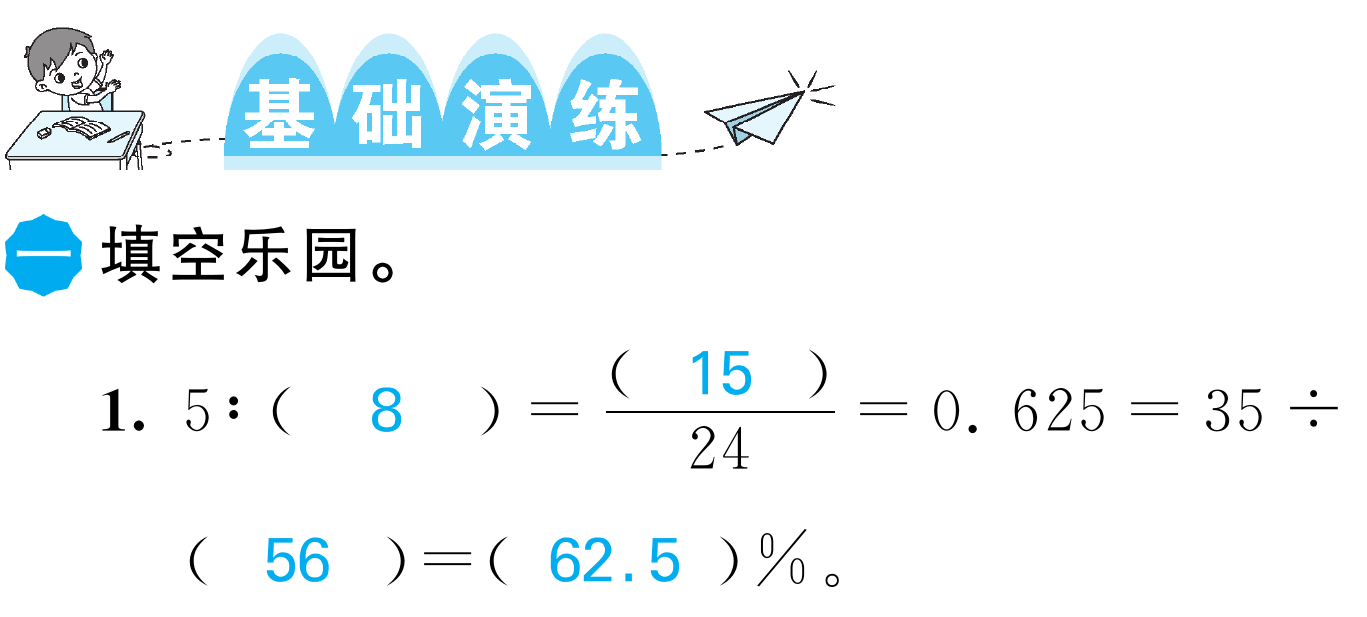 基础演练
一 填空乐园。
1. 5∶( 8 )=( 15 )/24=0.625=35÷
( 56 )=( 62.5 )%。